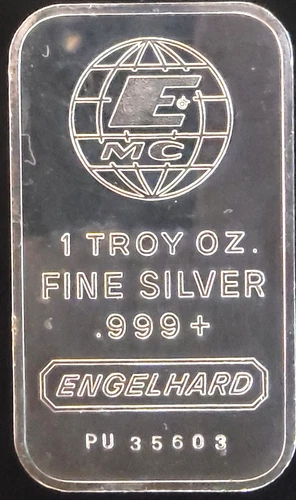 E
MC
1 TROY OZ.
FINE SILVER
.999+
ENGELHARD
PU 35603